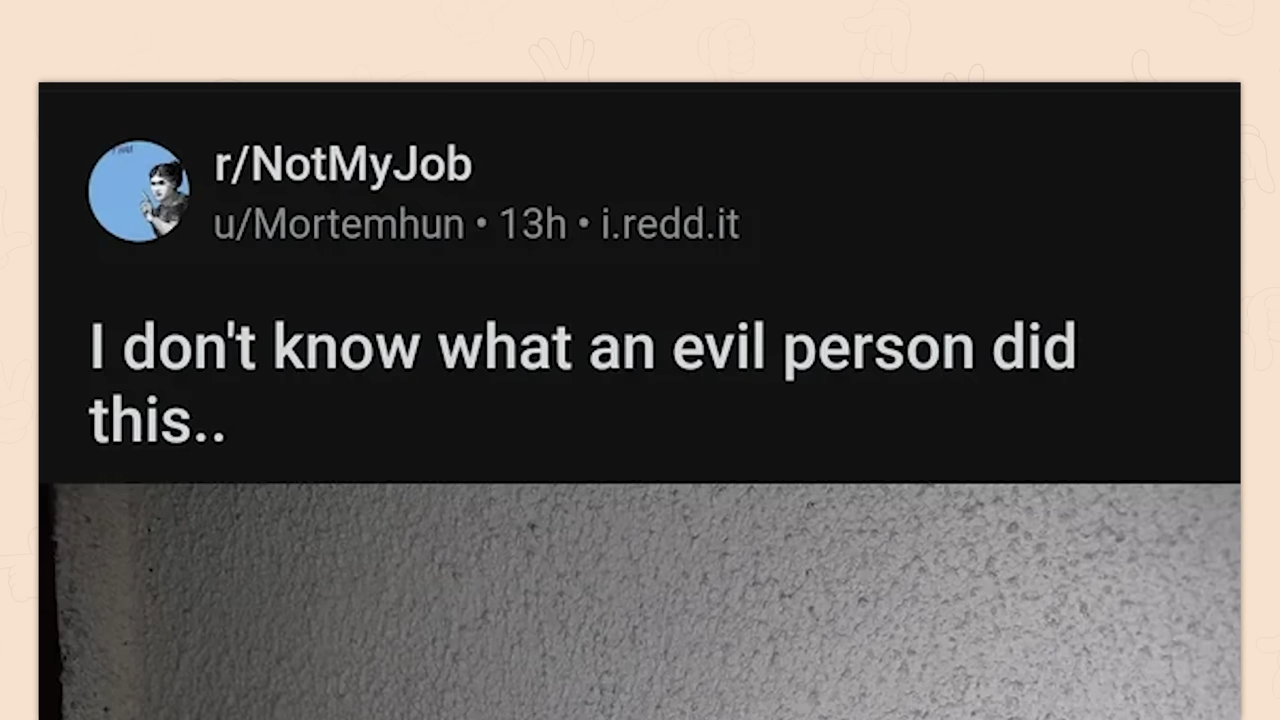 r/NotMyJob
u/Mortemhun • 13h • i.redd.it
I don't know what an evil person did
this..